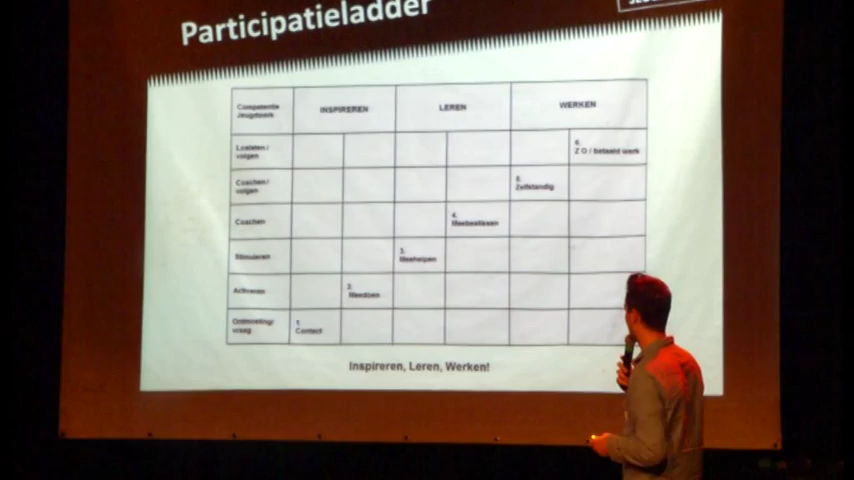 Participatieladder
Competentie
Jeugdwerk
INSPIREREN
LEREN
WERKEN
Loslaten /
volgen
6.
Z O / betaald werk
Coachen /
volgen
5.
Zelfstandig
Coachen
4.
Meebeslissen
Stimuleren
3.
Meehelpen
Activeren
2.
Meedoen
Ontmoeting/
vraag
1.
Contact
Inspireren, Leren, Werken!